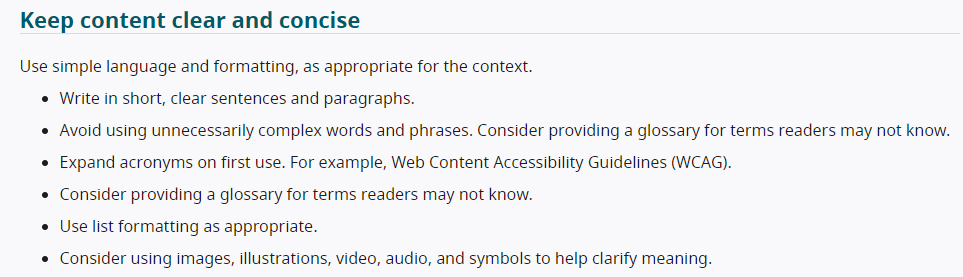 Keep content clear and concise
Use simple language and formatting, as appropriate for the context.
• Write in short, clear sentences and paragraphs.
• Avoid using unnecessarily complex words and phrases. Consider providing a glossary for terms readers may not know.
• Expand acronyms on first use. For example, Web Content Accessibility Guidelines (WCAG).
• Consider providing a glossary for terms readers may not know.
• Use list formatting as appropriate.
• Consider using images, illustrations, video, audio, and symbols to help clarify meaning.